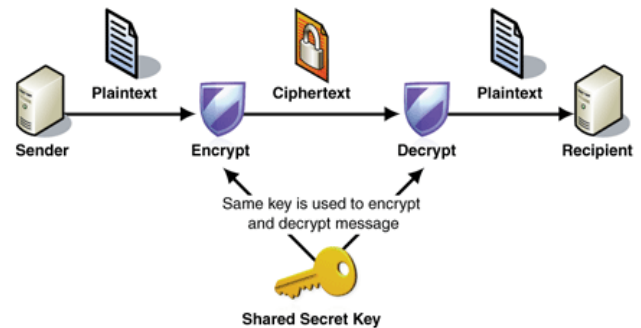 Plaintext
Ciphertext
Plaintext
Sender
Encrypt
Decrypt
Recipient
Same key is used to encrypt
and decrypt message
Shared Secret Key